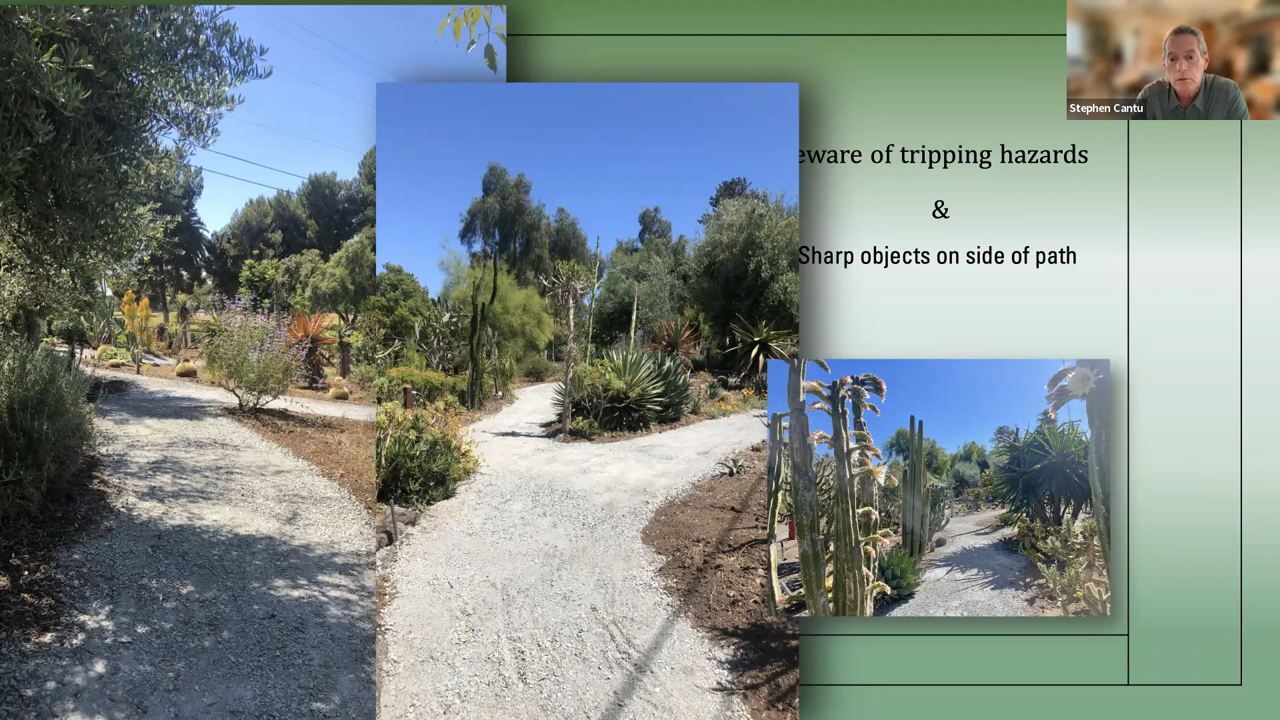 Stephen Cantu
eware of tripping hazards
&
Sharp objects on side of path